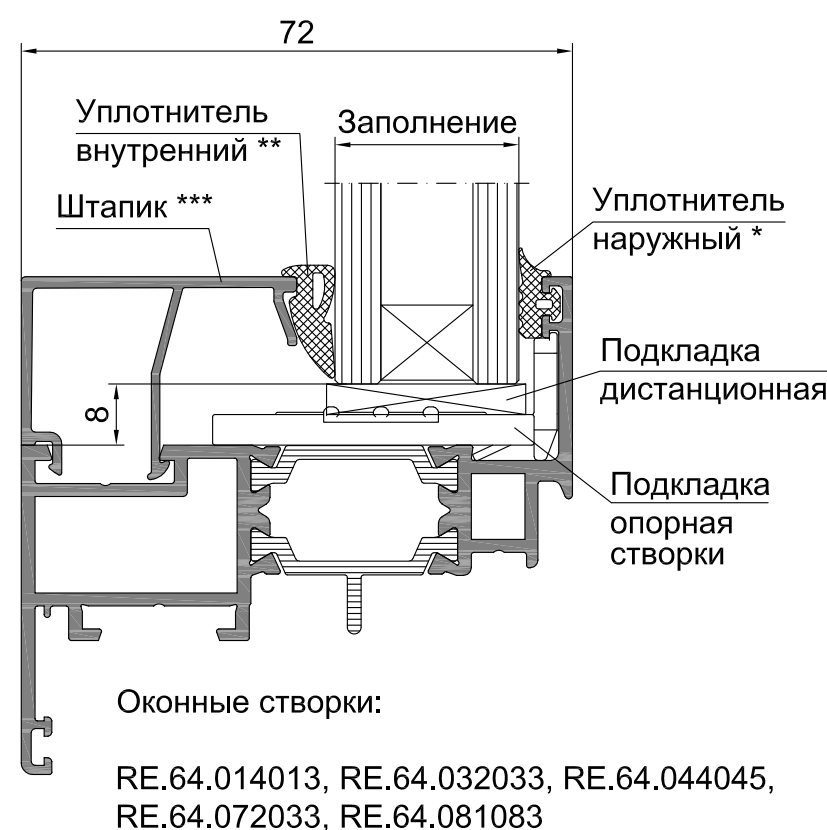 72
Уплотнитель
внутренний **
Заполнение
Штапик ***
Уплотнитель
наружный *
Подкладка
дистанционная
8
Подкладка
опорная
створки
Оконные створки:
RE.64.014013, RE.64.032033, RE.64.044045,
RE.64.072033, RE.64.081083